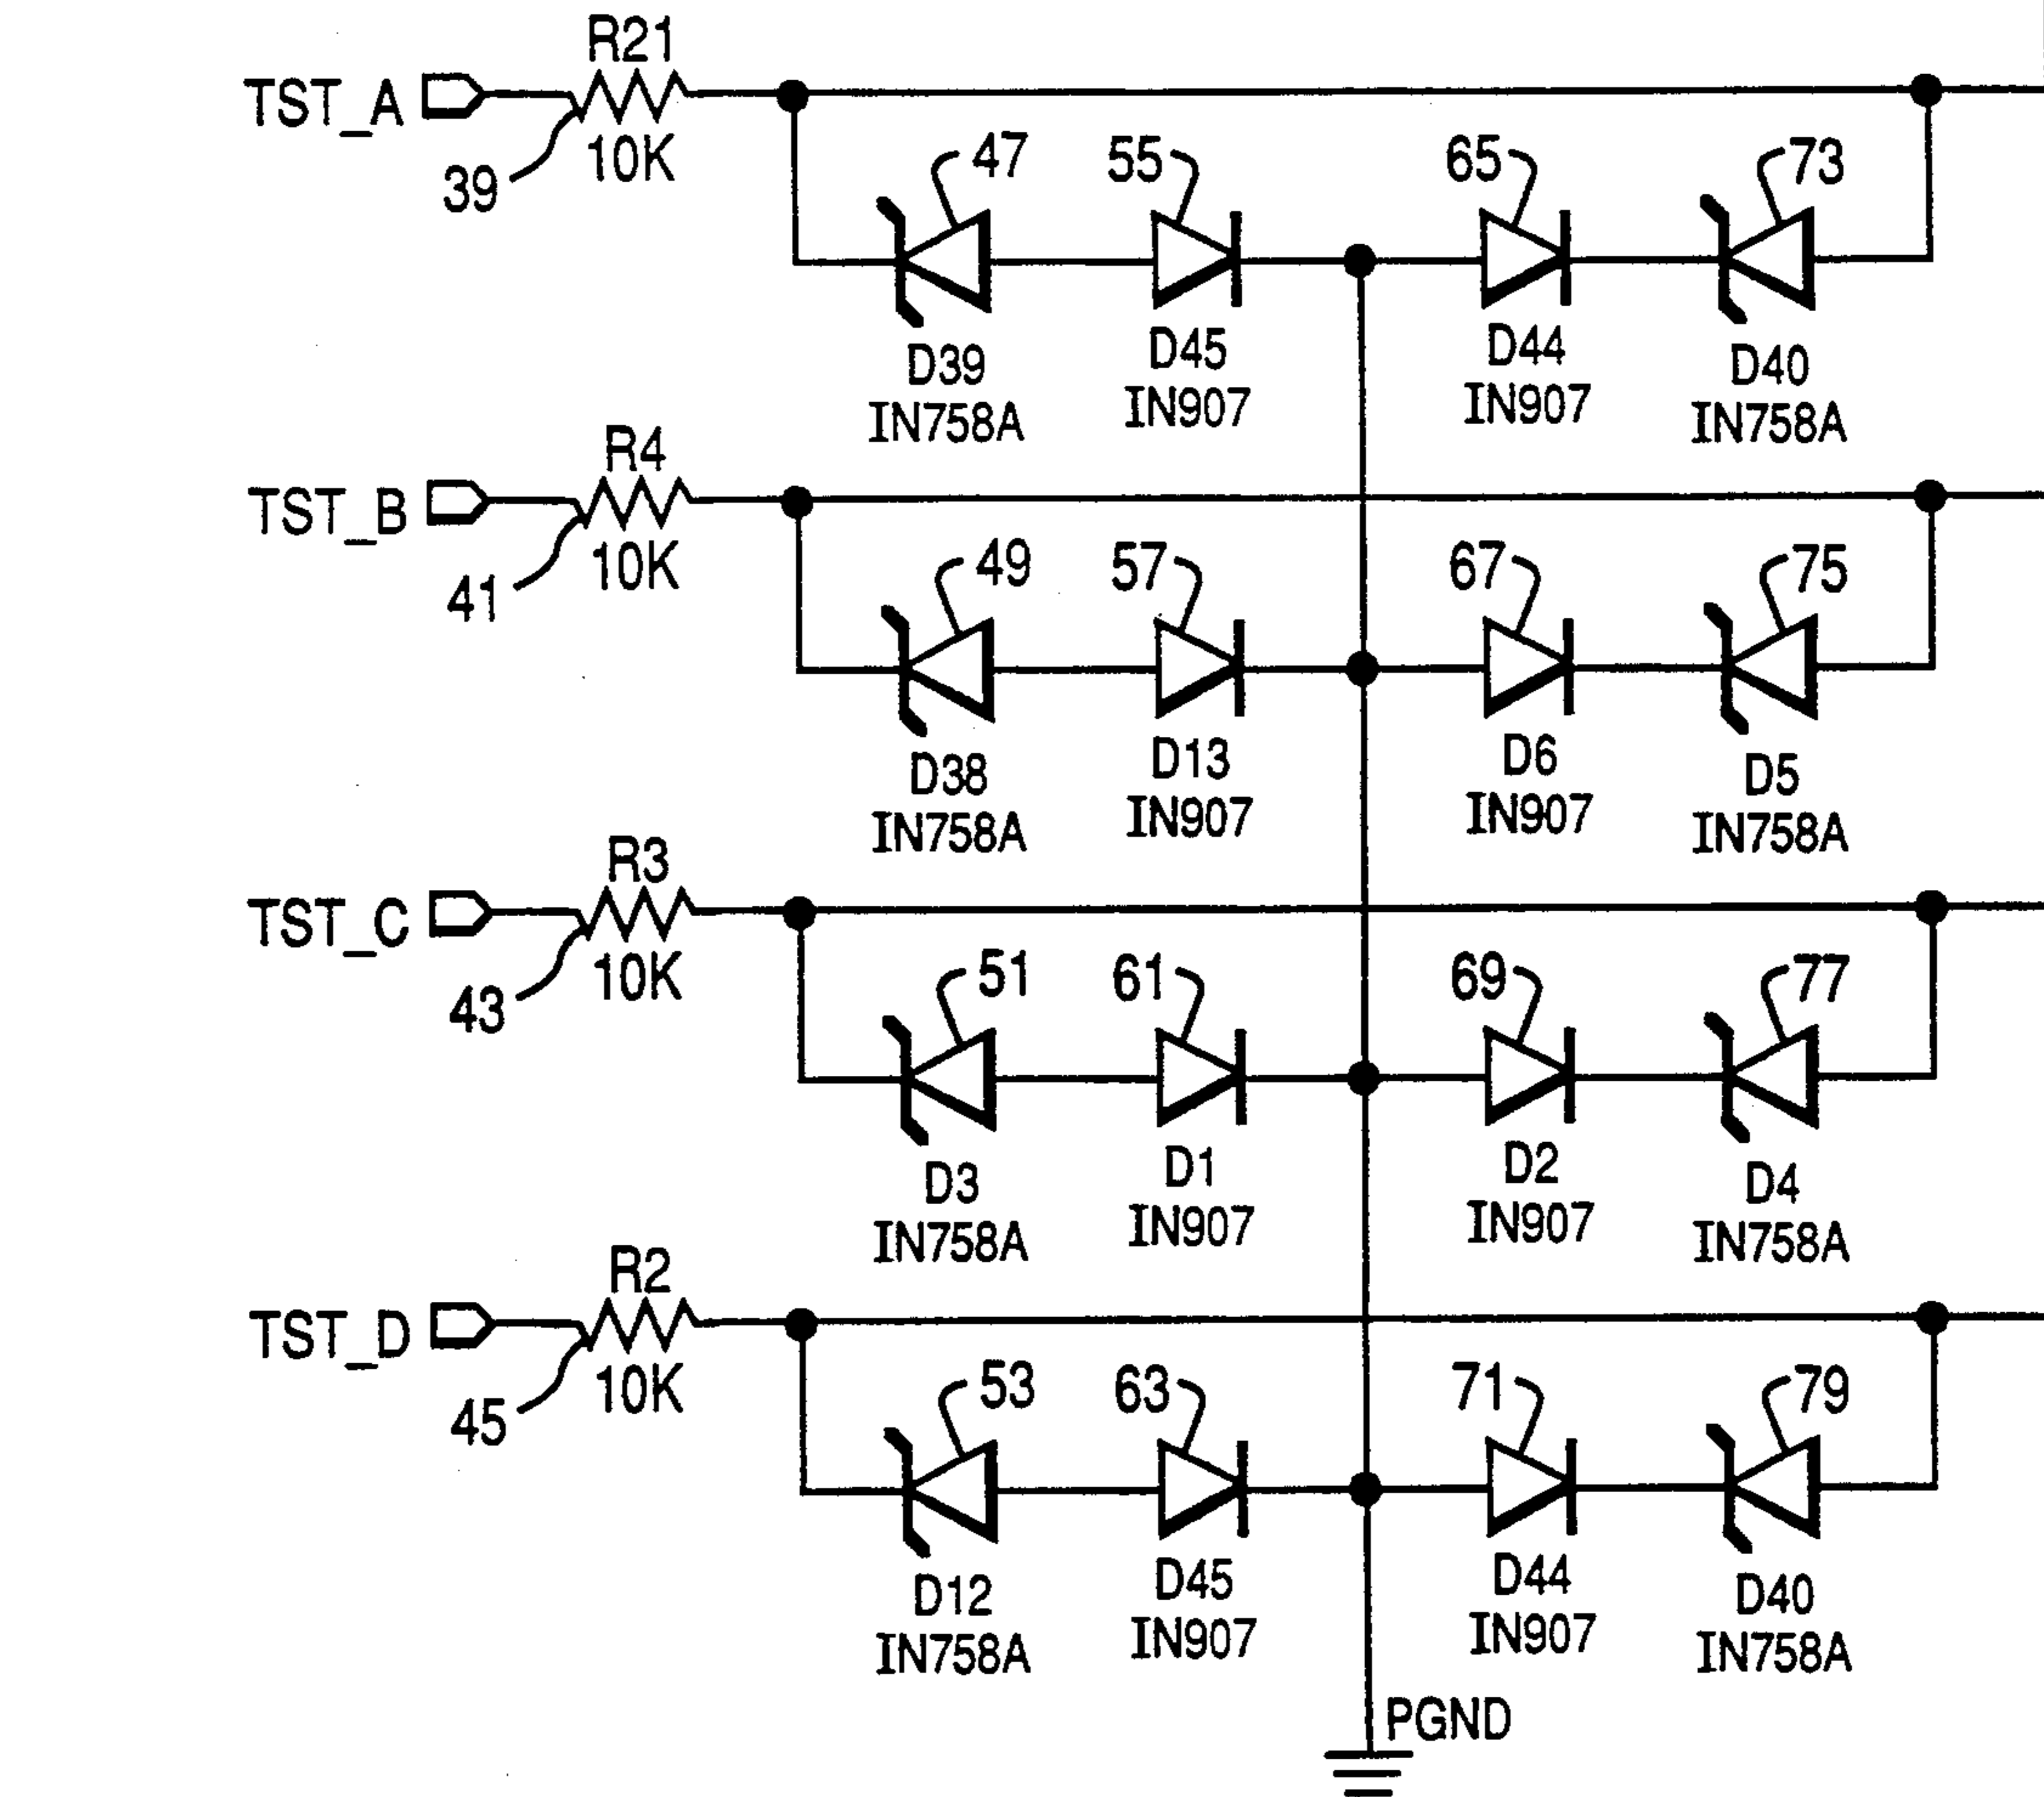 R21
TST_A
10K
39
47
55
65
73
D39
IN758A
D45
IN907
D44
IN907
D40
IN758A
R4
TST_B
10K
41
49
57
67
75
D38
IN758A
D13
IN907
D6
IN907
D5
IN758A
R3
TST_C
10K
43
51
61
69
77
D3
IN758A
D1
IN907
D2
IN907
D4
IN758A
R2
TST_D
10K
45
53
63
71
79
D12
IN758A
D45
IN907
D44
IN907
D40
IN758A
PGND